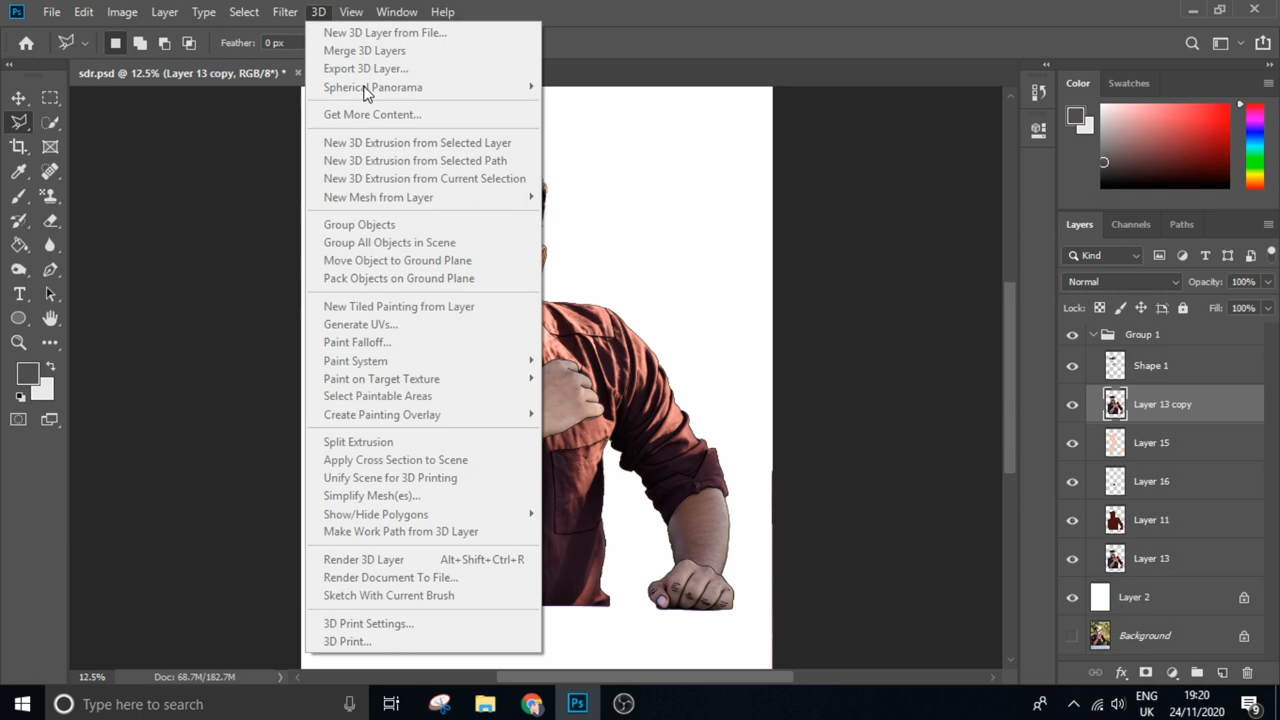 Ps
File
Edit
Image
Layer
Type
Select
Filter
3D
View
Window
Help
Feather:
0 px
sdr.psd @ 12.5% (Layer 13 copy, RGB/8*) *
New 3D Layer from File...
Merge 3D Layers
Export 3D Layer...
Spherical Panorama
Get More Content...
New 3D Extrusion from Selected Layer
New 3D Extrusion from Selected Path
New 3D Extrusion from Current Selection
New Mesh from Layer
Group Objects
Group All Objects in Scene
Move Object to Ground Plane
Pack Objects on Ground Plane
New Tiled Painting from Layer
Generate UVs...
Paint Falloff...
Paint System
Paint on Target Texture
Select Paintable Areas
Create Painting Overlay
Split Extrusion
Apply Cross Section to Scene
Unify Scene for 3D Printing
Simplify Mesh(es)...
Show/Hide Polygons
Make Work Path from 3D Layer
Render 3D Layer Alt+Shift+Ctrl+R
Render Document To File...
Sketch With Current Brush
3D Print Settings...
3D Print...
Color
Swatches
Layers
Channels
Paths
Kind
Normal
Opacity: 100%
Lock:
Fill: 100%
Group 1
Shape 1
Layer 13 copy
Layer 15
Layer 16
Layer 11
Layer 13
Layer 2
Background
fx
12.5%
Doc: 68.7M/182.7M
Type here to search
Ps
ENG
UK
19:20
24/11/2020
9